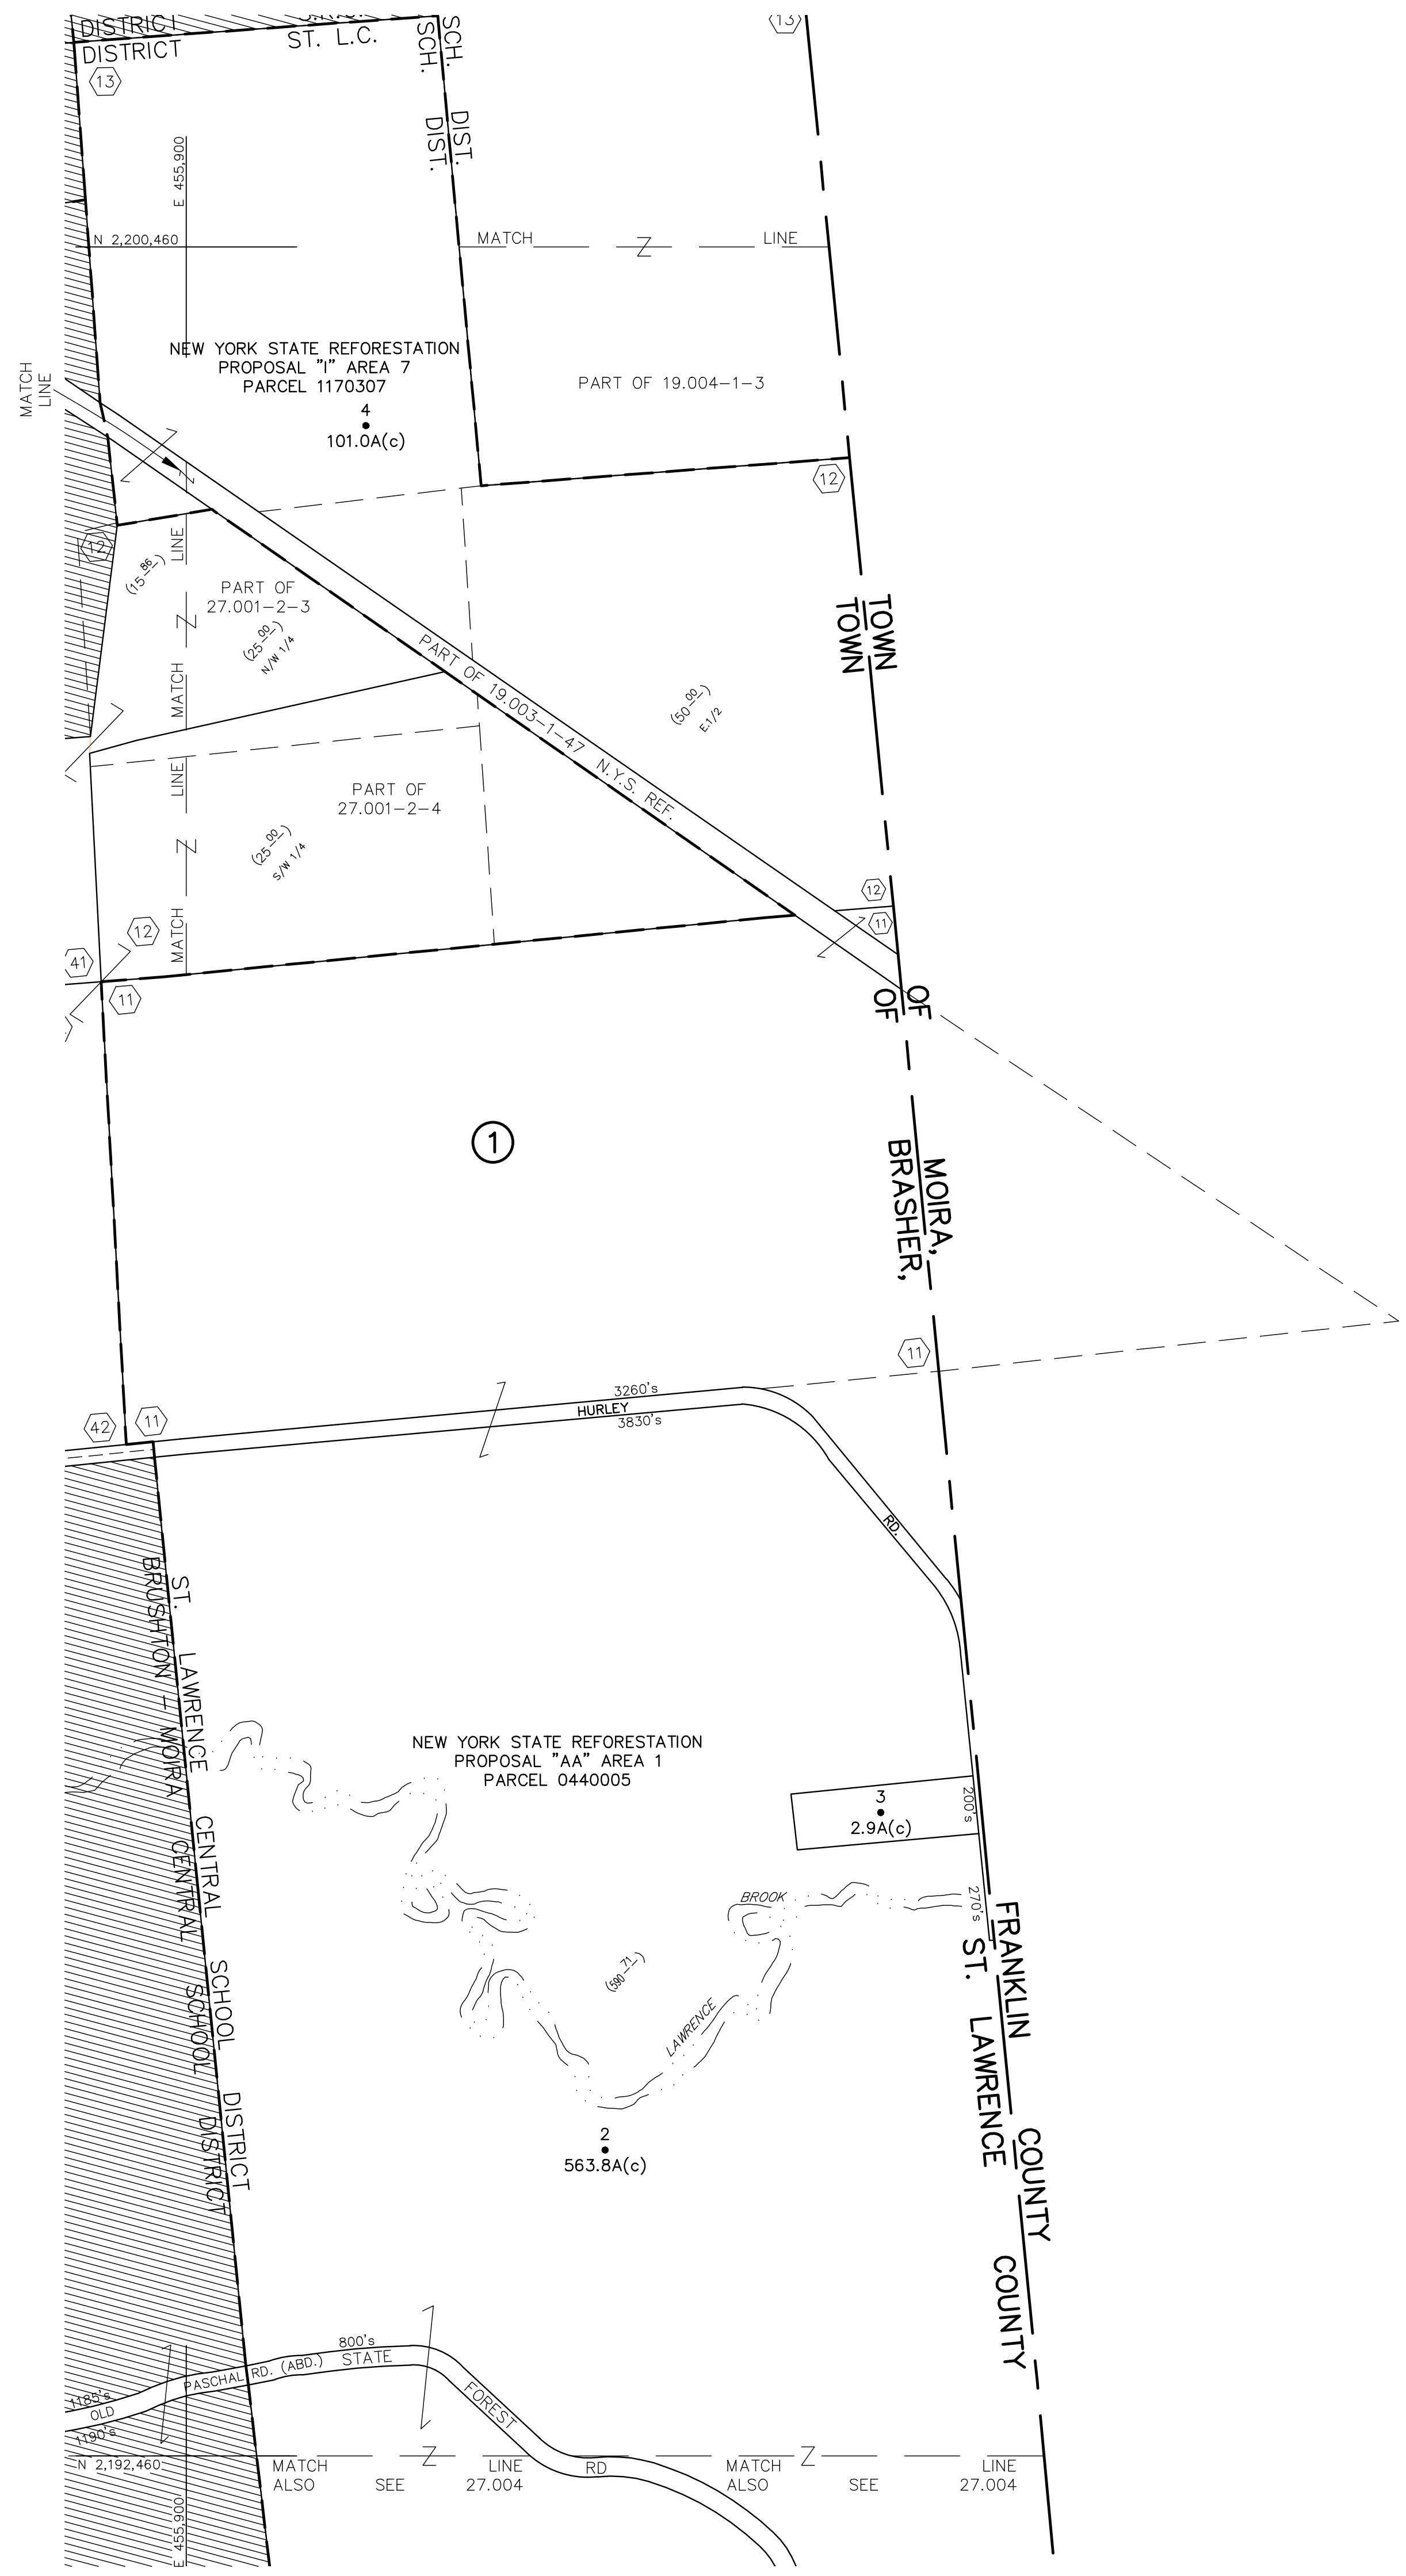 DISTRICT
DISTRICT
ST. L.C.
SCH. DIST.
SCH. DIST.
13
13
E 455,900
N 2,200,460
MATCH Z LINE
MATCH
LINE
NEW YORK STATE REFORESTATION
PROPOSAL "I" AREA 7
PARCEL 1170307
4
101.0A(c)
PART OF 19.004-1-3
Z
12
12
(15 86)
LINE
Z
MATCH
PART OF
27.001-2-3
(25 00)
N/W 1/4
PART OF 19.003-1-47 N.Y.S. REF.
(50 00)
E.1/2
TOWN OF MOIRA,
TOWN OF BRASHER,
LINE
Z
MATCH
PART OF
27.001-2-4
(25 00)
S/W 1/4
12
11
12
41
11
1
11
42
11
3260's
HURLEY RD.
3830's
ST. LAWRENCE CENTRAL SCHOOL DISTRICT
BRUSHTON - MOIRA CENTRAL SCHOOL DISTRICT
NEW YORK STATE REFORESTATION
PROPOSAL "AA" AREA 1
PARCEL 0440005
3
2.9A(c)
200's
270's
BROOK
LAWRENCE
(590 71)
FRANKLIN COUNTY
ST. LAWRENCE COUNTY
2
563.8A(c)
800's
STATE FOREST RD
PASCHAL RD. (ABD.)
1185's
OLD
1190's
N 2,192,460
E 455,900
MATCH Z LINE
ALSO SEE 27.004
MATCH Z LINE
ALSO SEE 27.004